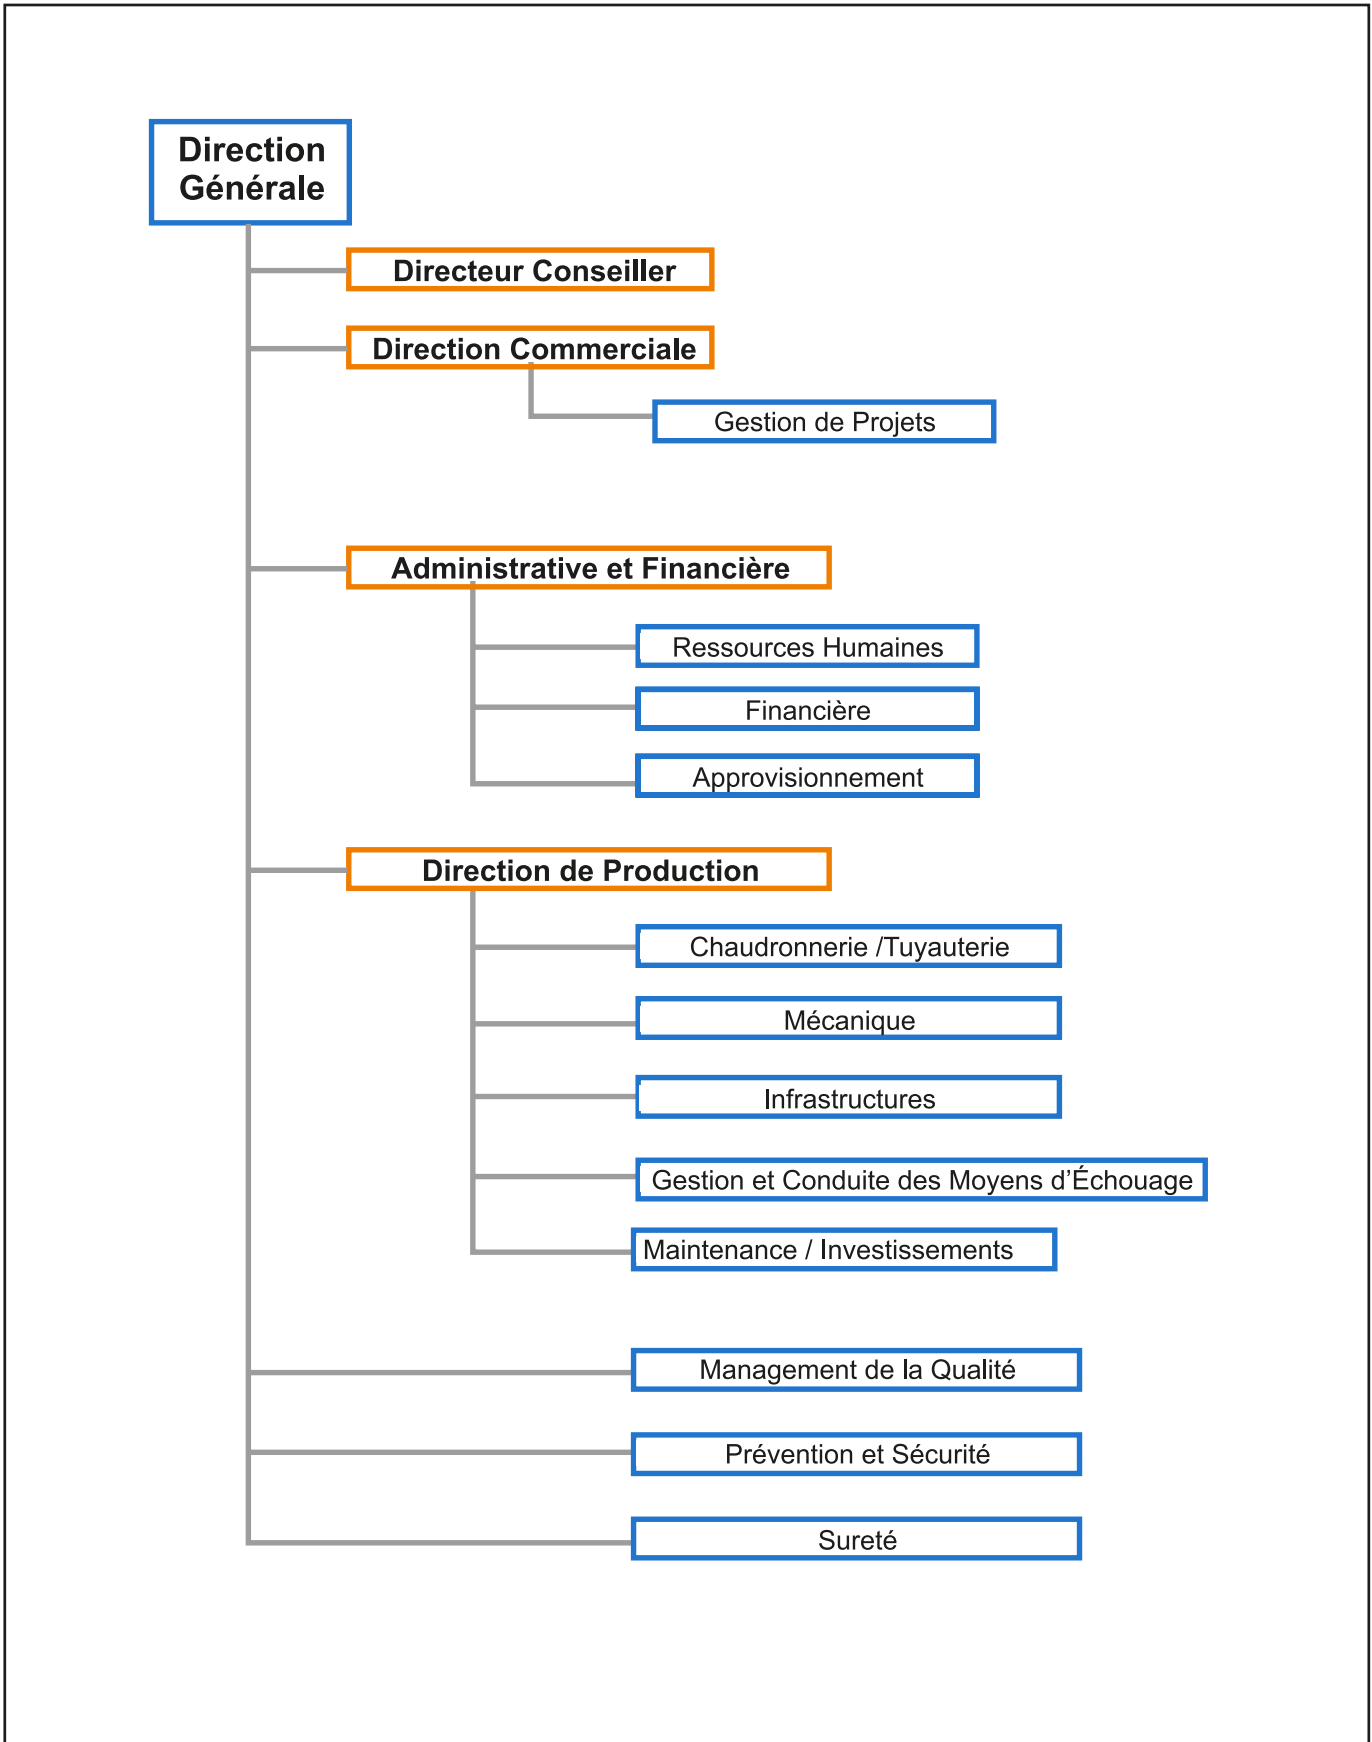 Direction
Générale
Directeur Conseiller
Direction Commerciale
Gestion de Projets
Administrative et Financière
Ressources Humaines
Financière
Approvisionnement
Direction de Production
Chaudronnerie /Tuyauterie
Mécanique
Infrastructures
Gestion et Conduite des Moyens d’Échouage
Maintenance / Investissements
Management de la Qualité
Prévention et Sécurité
Sureté